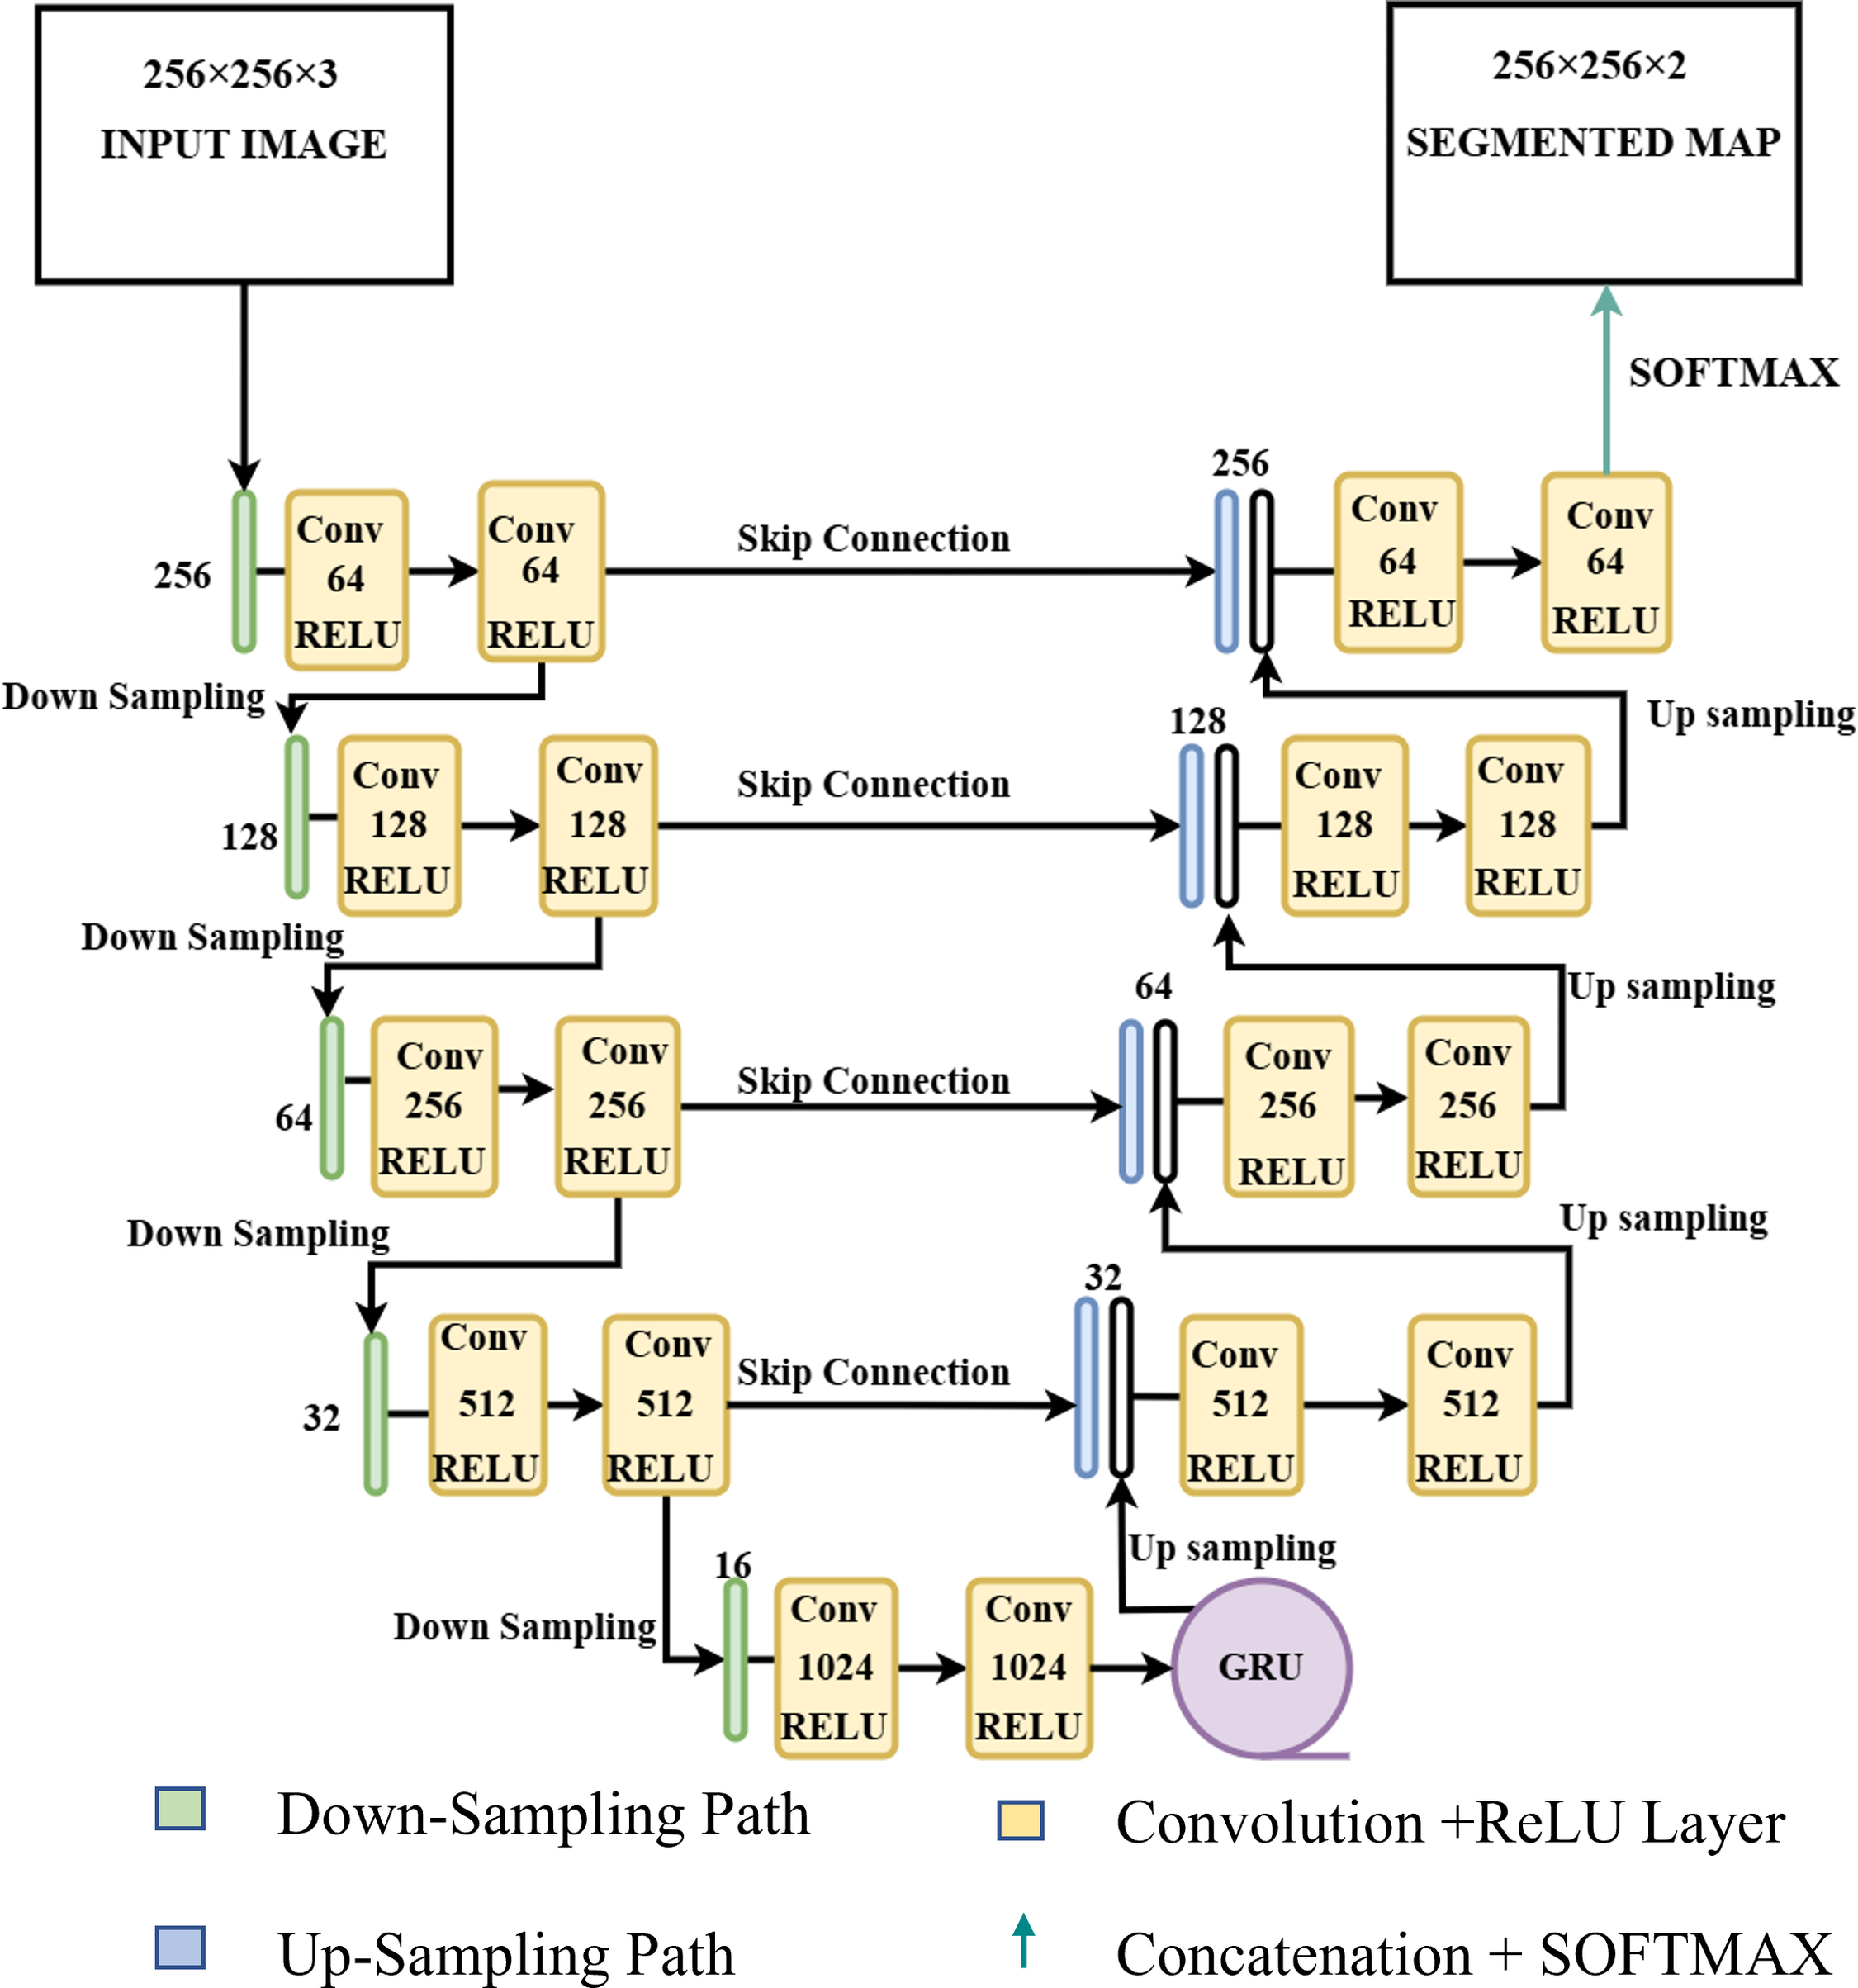 256×256×3
INPUT IMAGE
256×256×2
SEGMENTED MAP
SOFTMAX
256
Conv
64
RELU
Conv
64
RELU
Skip Connection
256
Conv
64
RELU
Conv
64
RELU
Down Sampling
Up sampling
128
Conv
128
RELU
Conv
128
RELU
Skip Connection
128
Conv
128
RELU
Conv
128
RELU
Down Sampling
Up sampling
64
Conv
256
RELU
Conv
256
RELU
Skip Connection
64
Conv
256
RELU
Conv
256
RELU
Down Sampling
Up sampling
32
Conv
512
RELU
Conv
512
RELU
Skip Connection
32
Conv
512
RELU
Conv
512
RELU
Down Sampling
Up sampling
16
Conv
1024
RELU
Conv
1024
RELU
GRU
Down-Sampling Path
Convolution +ReLU Layer
Up-Sampling Path
Concatenation + SOFTMAX